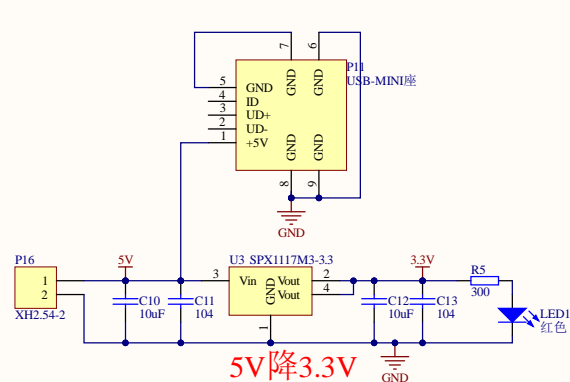 7
6
P11
USB-MINI座
5
GND
4
ID
3
UD+
2
UD-
1
+5V
GND
GND
GND
GND
8
9
GND
P16
1
2
XH2.54-2
5V
C10
10uF
C11
104
U3 SPX1117M3-3.3
3
Vin
GND
Vout
2
Vout
4
1
3.3V
C12
10uF
C13
104
R5
300
LED1
红色
GND
5V降3.3V